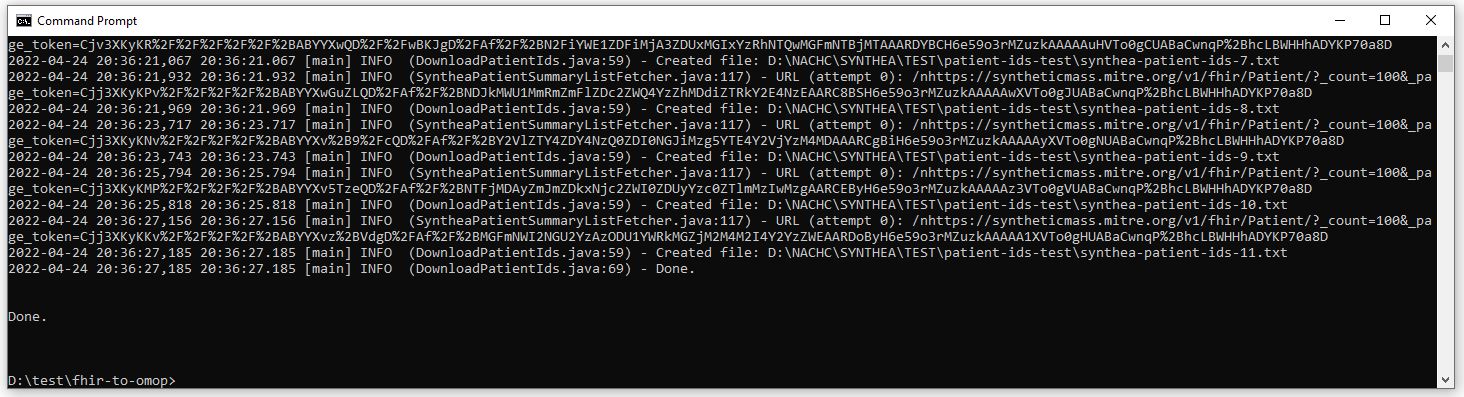 Command Prompt
ge_token=Cjv3XKyKR%2F%2F%2F%2F%2F%2BABYYXwQD%2F%2FwBKJgD%2FAf%2F%2BN2FiYWE1ZDFiMjA3ZDUxMGIxYzRhNTQwMGFmNTBjMTAAARDYBCH6e59o3rMZuzkAAAAAuHVTo0gCUABaCwnqP%2BhcLBWHHhADYKP70a8D
2022-04-24 20:36:21,067 20:36:21.067 [main] INFO  (DownloadPatientIds.java:59) - Created file: D:\NACHC\SYNTHEA\TEST\patient-ids-test\synthea-patient-ids-7.txt
2022-04-24 20:36:21,932 20:36:21.932 [main] INFO  (SyntheaPatientSummaryListFetcher.java:117) - URL (attempt 0): /nhttps://syntheticmass.mitre.org/v1/fhir/Patient/?_count=100&_pa
ge_token=Cjj3XKyKPv%2F%2F%2F%2F%2BABYYXwGuZLQD%2FAf%2F%2BNDJkMWU1MmRmZmFlZDc2ZWQ4YzZhMDdiZTRkY2E4NzEAARC8BSH6e59o3rMZuzkAAAAAwXVTo0gJUABaCwnqP%2BhcLBWHHhADYKP70a8D
2022-04-24 20:36:21,969 20:36:21.969 [main] INFO  (DownloadPatientIds.java:59) - Created file: D:\NACHC\SYNTHEA\TEST\patient-ids-test\synthea-patient-ids-8.txt
2022-04-24 20:36:23,717 20:36:23.717 [main] INFO  (SyntheaPatientSummaryListFetcher.java:117) - URL (attempt 0): /nhttps://syntheticmass.mitre.org/v1/fhir/Patient/?_count=100&_pa
ge_token=Cjj3XKyKNv%2F%2F%2F%2F%2BABYYXv%2B9%2FcQD%2FAf%2F%2BY2VlZTY4ZDY4NzQ0ZDI0NGJiMzg5YTE4Y2VjYzM4MDAAARCgBiH6e59o3rMZuzkAAAAAyXVTo0gNUABaCwnqP%2BhcLBWHHhADYKP70a8D
2022-04-24 20:36:23,743 20:36:23.743 [main] INFO  (DownloadPatientIds.java:59) - Created file: D:\NACHC\SYNTHEA\TEST\patient-ids-test\synthea-patient-ids-9.txt
2022-04-24 20:36:25,794 20:36:25.794 [main] INFO  (SyntheaPatientSummaryListFetcher.java:117) - URL (attempt 0): /nhttps://syntheticmass.mitre.org/v1/fhir/Patient/?_count=100&_pa
ge_token=Cjj3XKyKMP%2F%2F%2F%2F%2BABYYXv5TzeQD%2FAf%2F%2BNTFjMDAyZmJmZDkxNjc2ZWI0ZDUyYzc0ZTlmMzIwMzgAARCEByH6e59o3rMZuzkAAAAAz3VTo0gVUABaCwnqP%2BhcLBWHHhADYKP70a8D
2022-04-24 20:36:25,818 20:36:25.818 [main] INFO  (DownloadPatientIds.java:59) - Created file: D:\NACHC\SYNTHEA\TEST\patient-ids-test\synthea-patient-ids-10.txt
2022-04-24 20:36:27,156 20:36:27.156 [main] INFO  (SyntheaPatientSummaryListFetcher.java:117) - URL (attempt 0): /nhttps://syntheticmass.mitre.org/v1/fhir/Patient/?_count=100&_pa
ge_token=Cjj3XKyKKv%2F%2F%2F%2F%2BABYYXvz%2BVdgD%2FAf%2F%2BMGFmNWI2NGU2YzAzODU1YWRkMGZjM2M4M2I4Y2YzZWEAARDoByH6e59o3rMZuzkAAAAA1XVTo0gHUABaCwnqP%2BhcLBWHHhADYKP70a8D
2022-04-24 20:36:27,185 20:36:27.185 [main] INFO  (DownloadPatientIds.java:59) - Created file: D:\NACHC\SYNTHEA\TEST\patient-ids-test\synthea-patient-ids-11.txt
2022-04-24 20:36:27,185 20:36:27.185 [main] INFO  (DownloadPatientIds.java:69) - Done.
Done.
D:\test\fhir-to-omop>